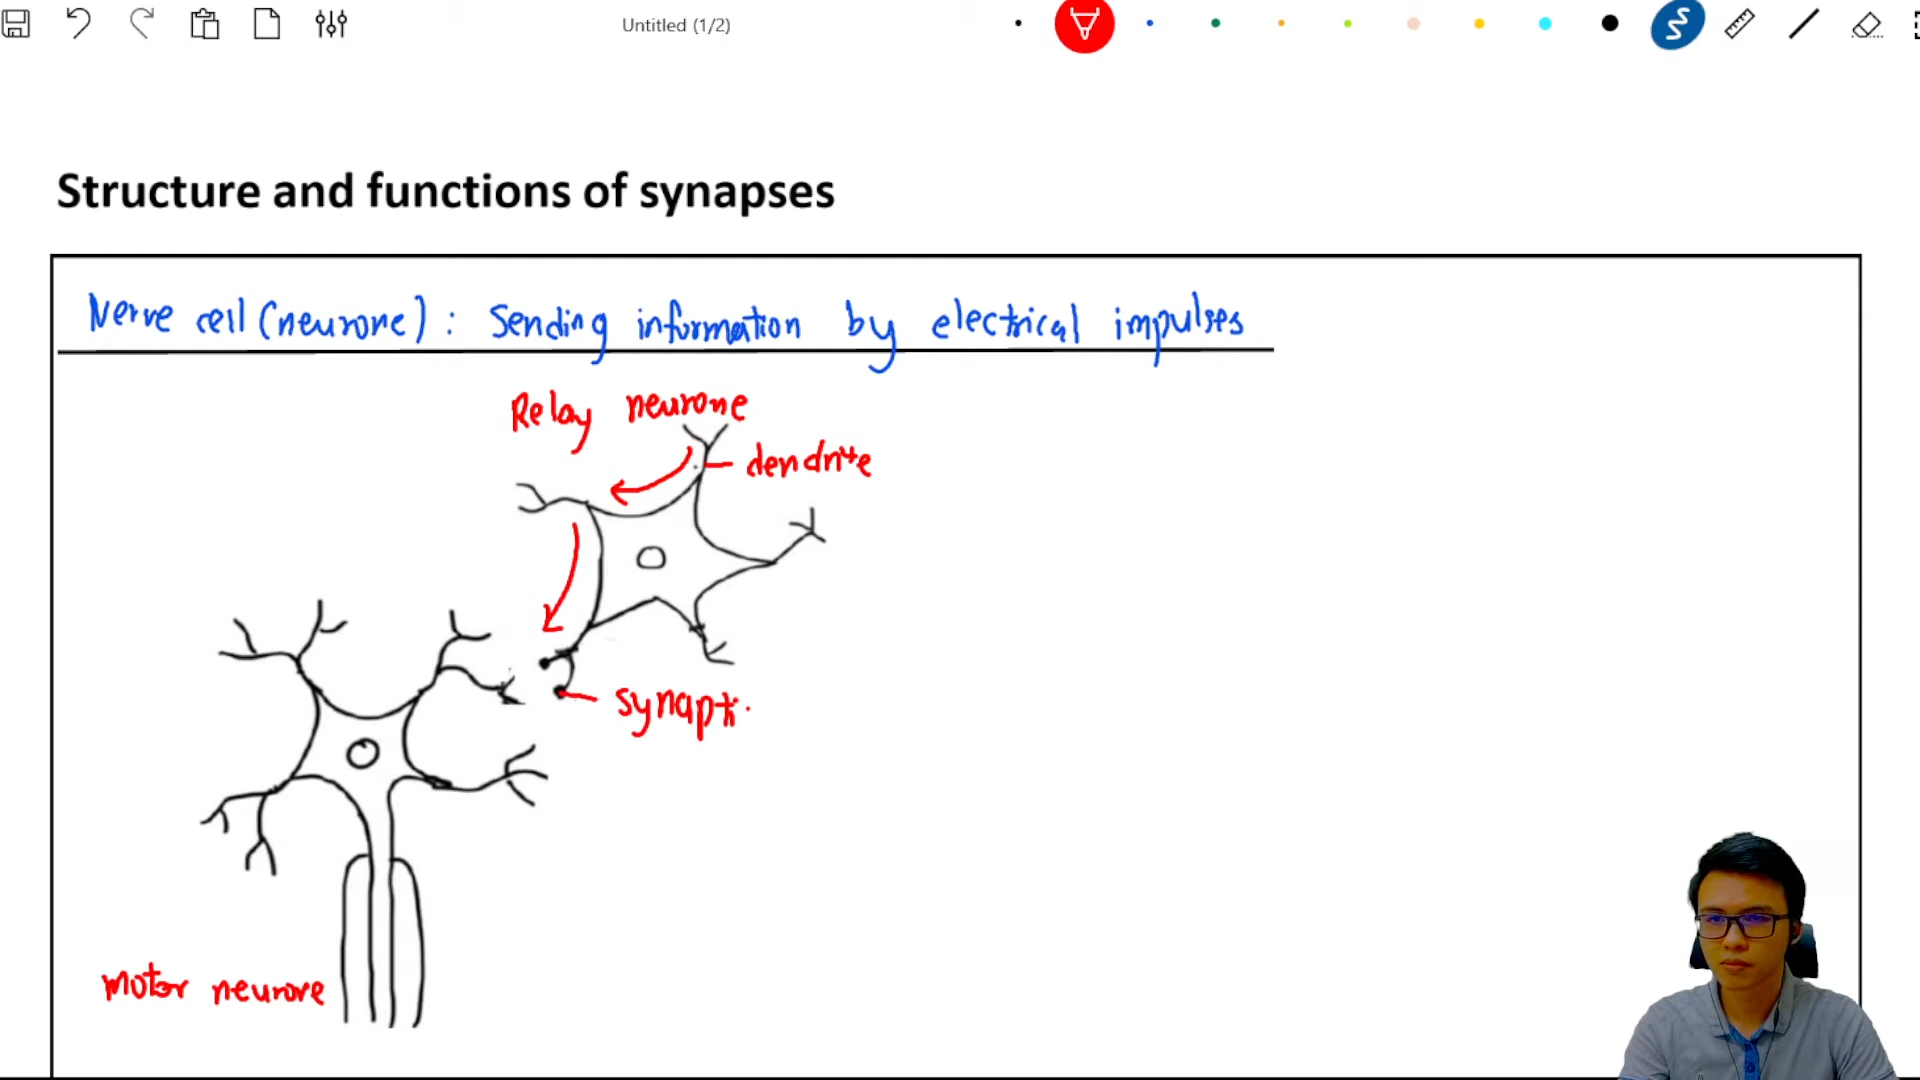 Untitled (1/2)
Structure and functions of synapses
Nerve cell (neurone) : Sending information by electrical impulses
Relay neurone
dendrite
synapti
motor neurone